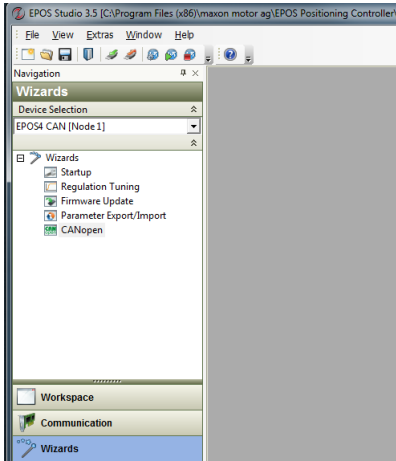 EPOS Studio 3.5 [C:\Program Files (x86)\maxon motor ag\EPOS Positioning Controller\
File View Extras Window Help
Navigation
Wizards
Device Selection
EPOS4 CAN [Node 1]
Wizards
Startup
Regulation Tuning
Firmware Update
Parameter Export/Import
CANopen
Workspace
Communication
Wizards